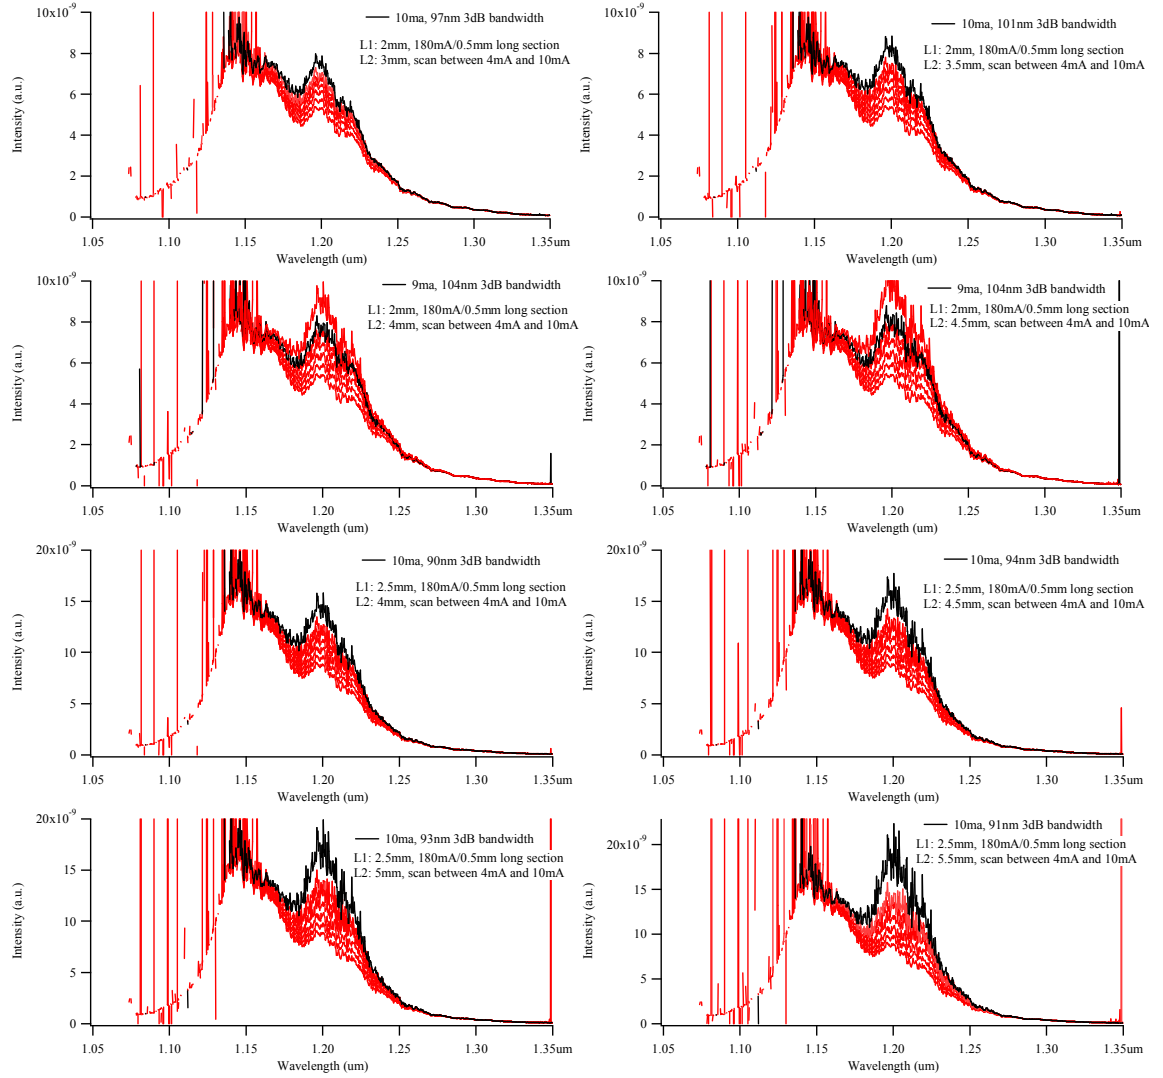 10x10-9
8
6
4
2
0
Intensity (a.u.)
10ma, 97nm 3dB bandwidth
L1: 2mm, 180mA/0.5mm long section
L2: 3mm, scan between 4mA and 10mA
1.05 1.10 1.15 1.20 1.25 1.30 1.35um
Wavelength (um)
10x10-9
8
6
4
2
0
Intensity (a.u.)
10ma, 101nm 3dB bandwidth
L1: 2mm, 180mA/0.5mm long section
L2: 3.5mm, scan between 4mA and 10mA
1.05 1.10 1.15 1.20 1.25 1.30 1.35um
Wavelength (um)
10x10-9
8
6
4
2
0
Intensity (a.u.)
9ma, 104nm 3dB bandwidth
L1: 2mm, 180mA/0.5mm long section
L2: 4mm, scan between 4mA and 10mA
1.05 1.10 1.15 1.20 1.25 1.30 1.35um
Wavelength (um)
10x10-9
8
6
4
2
0
Intensity (a.u.)
9ma, 104nm 3dB bandwidth
L1: 2mm, 180mA/0.5mm long section
L2: 4.5mm, scan between 4mA and 10mA
1.05 1.10 1.15 1.20 1.25 1.30 1.35um
Wavelength (um)
20x10-9
15
10
5
0
Intensity (a.u.)
10ma, 90nm 3dB bandwidth
L1: 2.5mm, 180mA/0.5mm long section
L2: 4mm, scan between 4mA and 10mA
1.05 1.10 1.15 1.20 1.25 1.30 1.35um
Wavelength (um)
20x10-9
15
10
5
0
Intensity (a.u.)
10ma, 94nm 3dB bandwidth
L1: 2.5mm, 180mA/0.5mm long section
L2: 4.5mm, scan between 4mA and 10mA
1.05 1.10 1.15 1.20 1.25 1.30 1.35um
Wavelength (um)
20x10-9
15
10
5
0
Intensity (a.u.)
10ma, 93nm 3dB bandwidth
L1: 2.5mm, 180mA/0.5mm long section
L2: 5mm, scan between 4mA and 10mA
1.05 1.10 1.15 1.20 1.25 1.30 1.35um
Wavelength (um)
20x10-9
15
10
5
0
Intensity (a.u.)
10ma, 91nm 3dB bandwidth
L1: 2.5mm, 180mA/0.5mm long section
L2: 5.5mm, scan between 4mA and 10mA
1.05 1.10 1.15 1.20 1.25 1.30 1.35um
Wavelength (um)